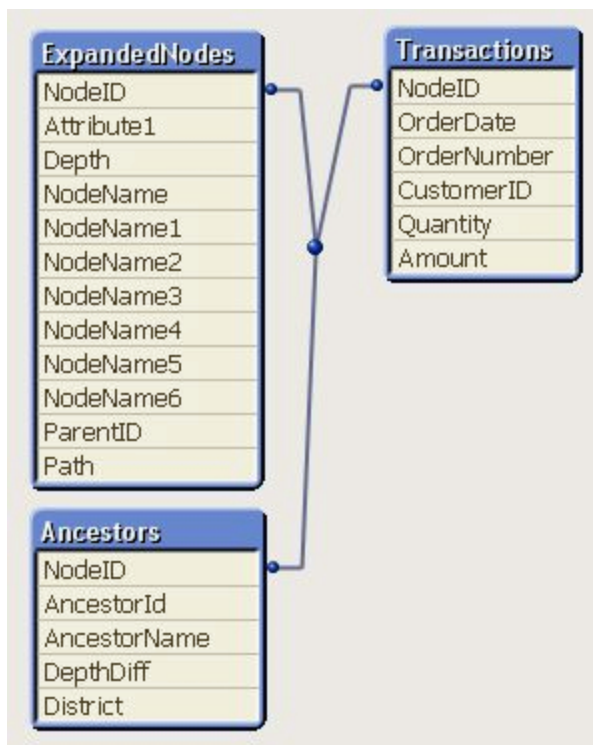 ExpandedNodes
NodeID
Attribute1
Depth
NodeName
NodeName1
NodeName2
NodeName3
NodeName4
NodeName5
NodeName6
ParentID
Path
Transactions
NodeID
OrderDate
OrderNumber
CustomerID
Quantity
Amount
Ancestors
NodeID
AncestorId
AncestorName
DepthDiff
District